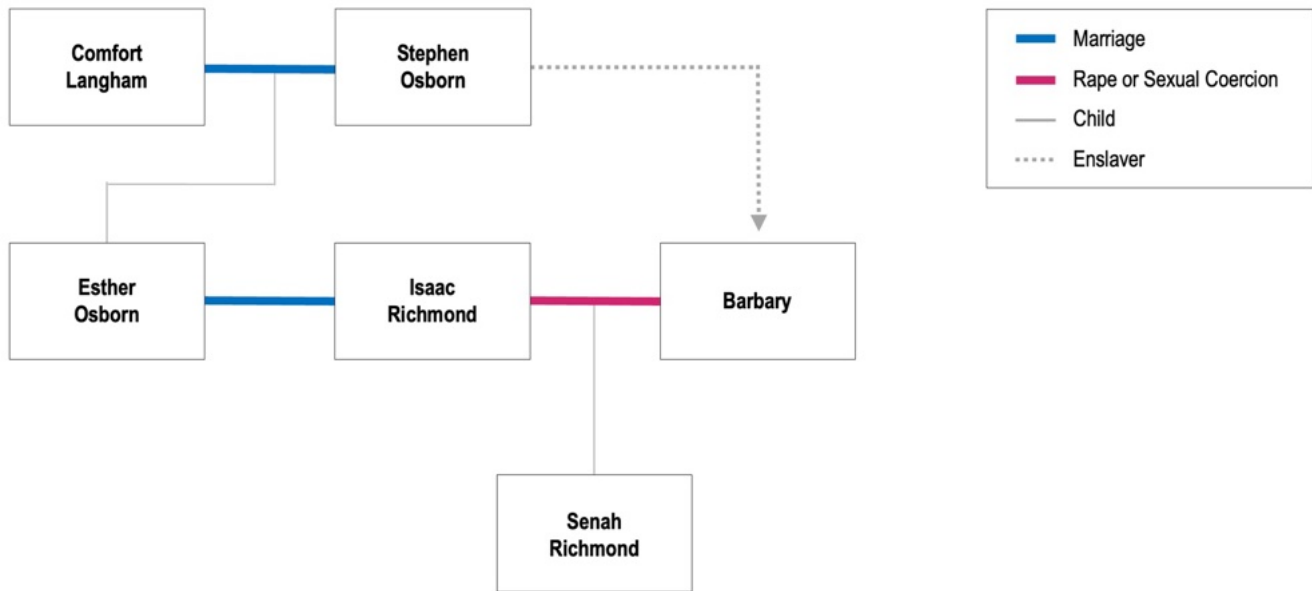 Comfort
Langham
Stephen
Osborn
Marriage
Rape or Sexual Coercion
Child
Enslaver
Esther
Osborn
Isaac
Richmond
Barbary
Senah
Richmond